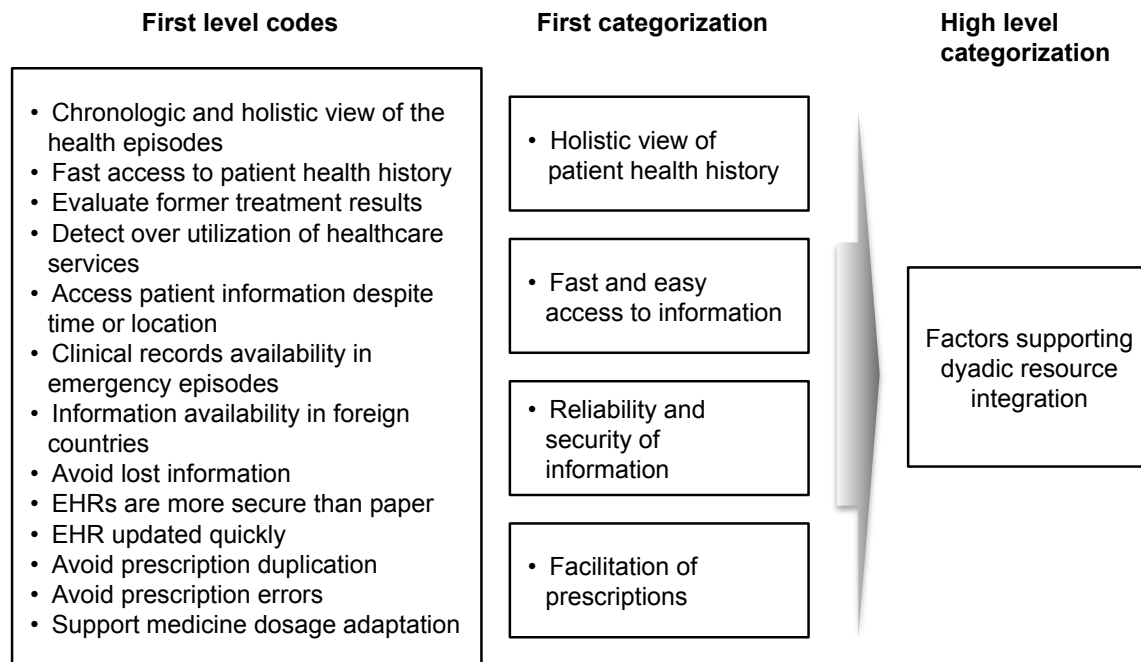 First level codes
• Chronologic and holistic view of the
health episodes
• Fast access to patient health history
• Evaluate former treatment results
• Detect over utilization of healthcare
services
• Access patient information despite
time or location
• Clinical records availability in
emergency episodes
• Information availability in foreign
countries
• Avoid lost information
• EHRs are more secure than paper
• EHR updated quickly
• Avoid prescription duplication
• Avoid prescription errors
• Support medicine dosage adaptation
First categorization
• Holistic view of
patient health history
• Fast and easy
access to information
• Reliability and
security of
information
• Facilitation of
prescriptions
High level
categorization
Factors supporting
dyadic resource
integration